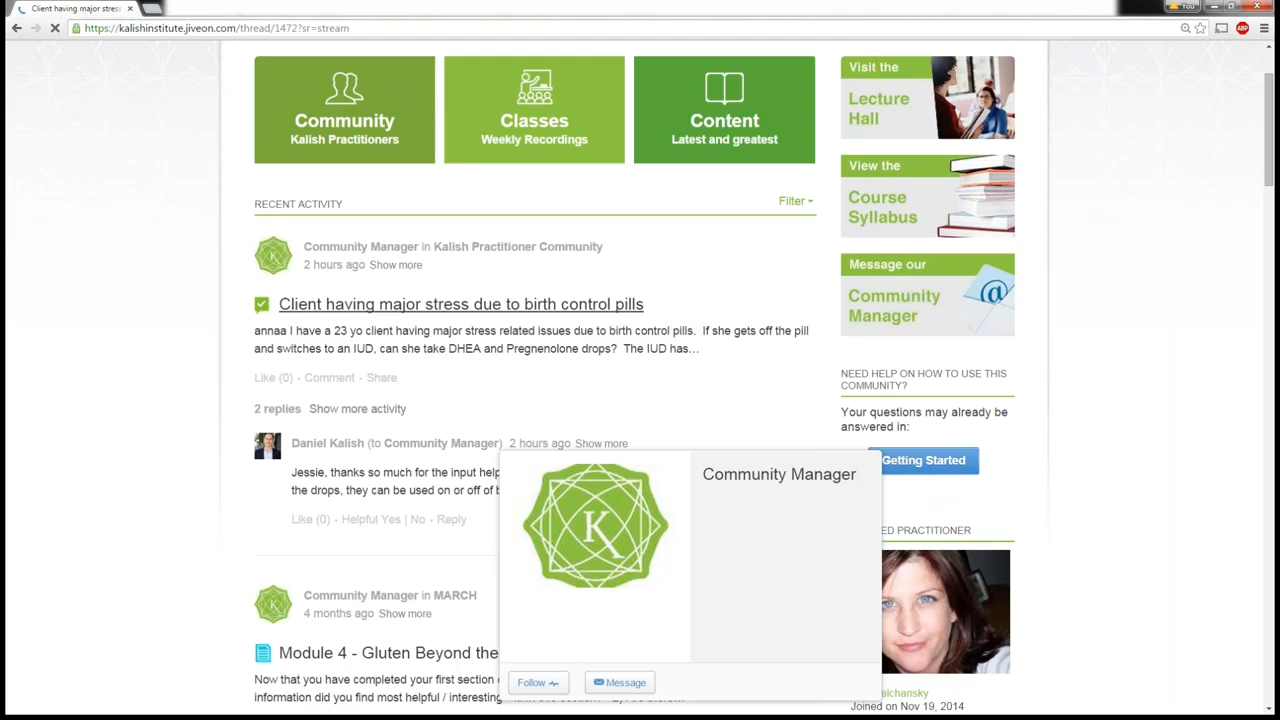 Client having major stress
You
https://kalishinstitute.jiveon.com/thread/1472?sr=stream
ABP
Community
Kalish Practitioners
Classes
Weekly Recordings
Content
Latest and greatest
RECENT ACTIVITY
Filter
Community Manager in Kalish Practitioner Community
2 hours ago Show more
Client having major stress due to birth control pills
annaa I have a 23 yo client having major stress related issues due to birth control pills. If she gets off the pill
and switches to an IUD, can she take DHEA and Pregnenolone drops? The IUD has…
Like (0) • Comment • Share
2 replies Show more activity
Daniel Kalish (to Community Manager) 2 hours ago Show more
Jessie, thanks so much for the input help
the drops, they can be used on or off of b
Like (0) • Helpful Yes | No • Reply
Community Manager in MARCH
4 months ago Show more
Module 4 - Gluten Beyond the
Now that you have completed your first section
information did you find most helpful / interesting
K
Community Manager
Follow
Message
Visit the
Lecture
Hall
View the
Course
Syllabus
Message our
Community
Manager
@
NEED HELP ON HOW TO USE THIS
COMMUNITY?
Your questions may already be
answered in:
Getting Started
ED PRACTITIONER
elchansky
Joined on Nov 19, 2014